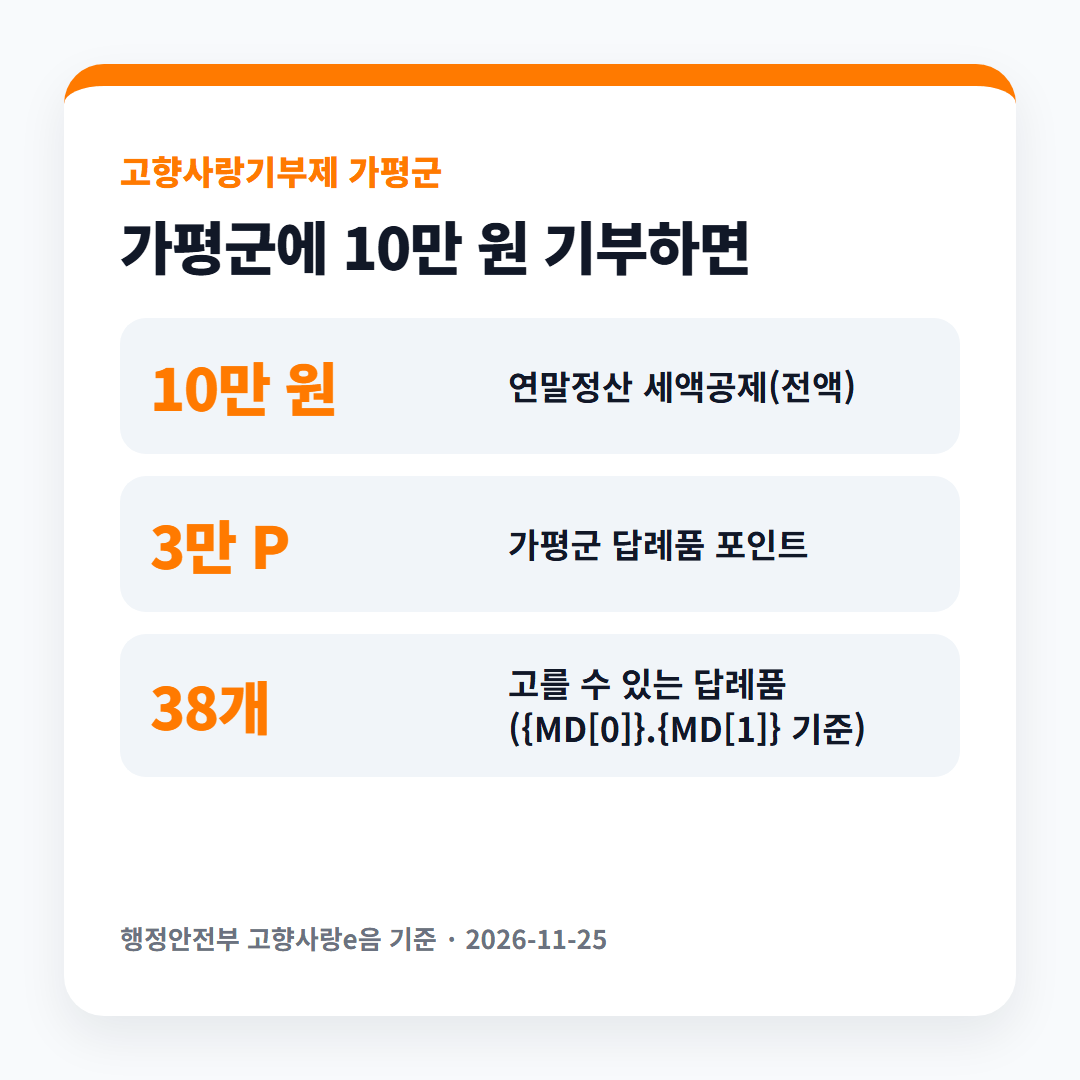 고향사랑기부제 가평군
가평군에 10만 원 기부하면
10만 원
연말정산 세액공제(전액)
3만 P
가평군 답례품 포인트
38개
고를 수 있는 답례품
({MD[0]}.{MD[1]} 기준)
행정안전부 고향사랑e음 기준 · 2026-11-25